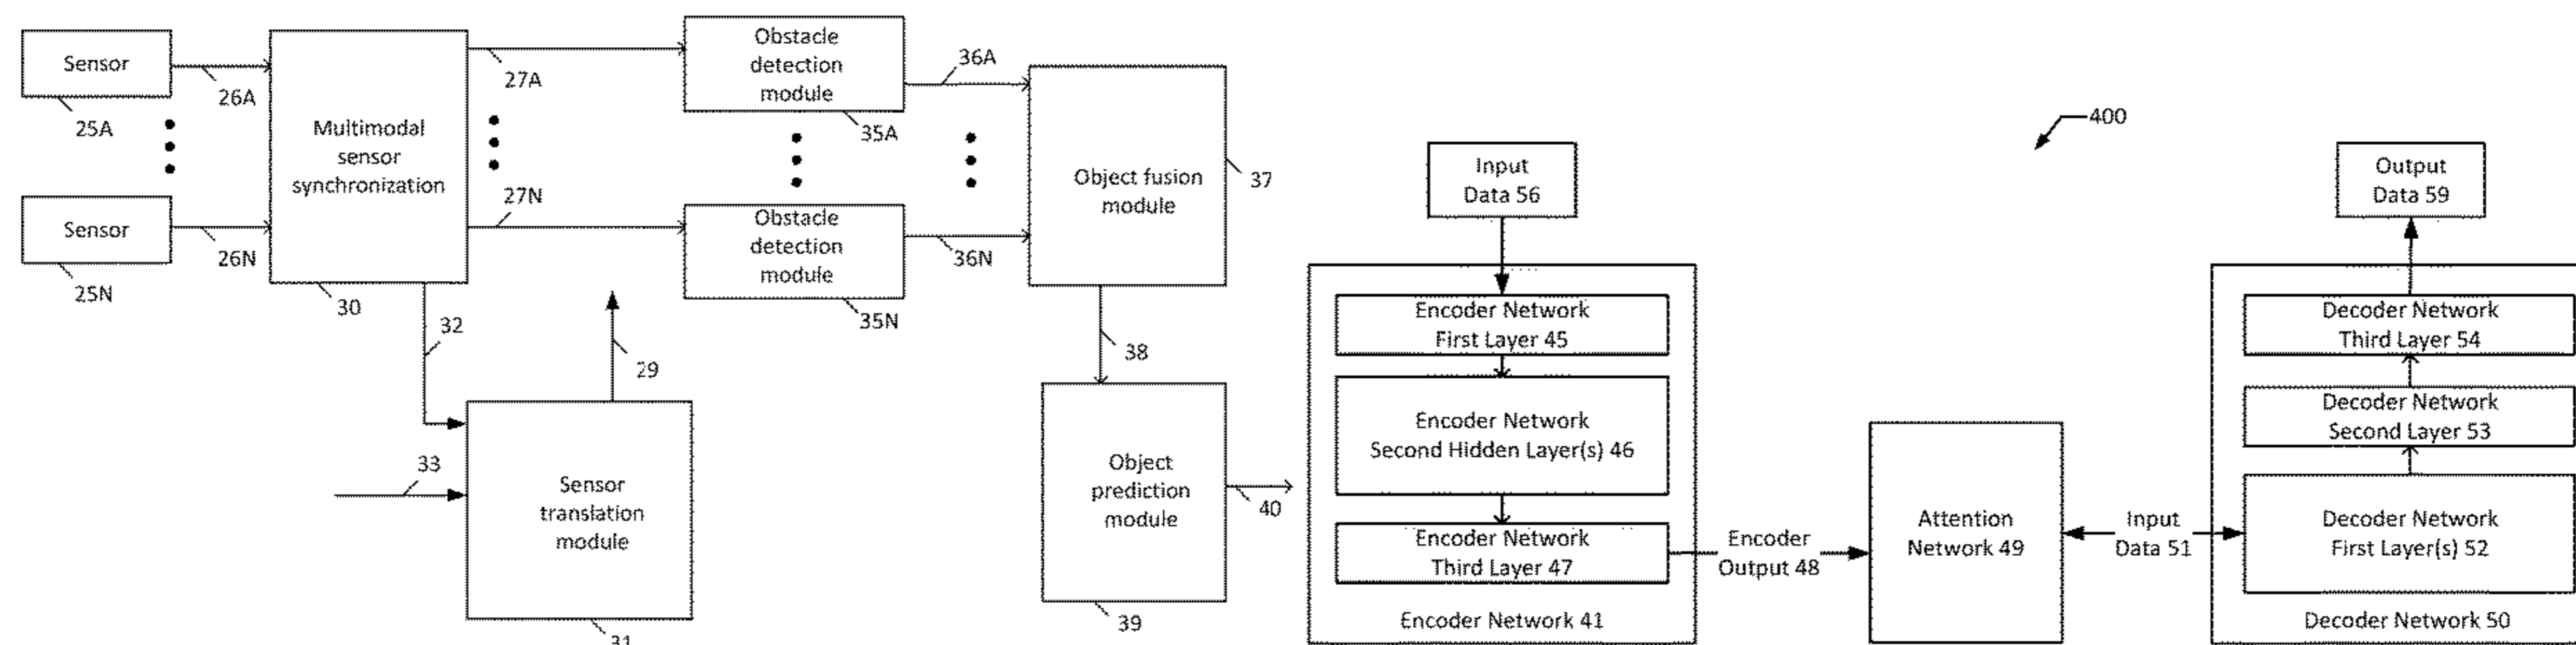 Sensor
25A
26A
Sensor
25N
26N
Multimodal
sensor
synchronization
30
27A
27N
32
33
29
Sensor
translation
module
31
Obstacle
detection
module
35A
Obstacle
detection
module
35N
36A
36N
Object fusion
module
37
38
Object
prediction
module
39
40
400
Input
Data 56
Encoder Network
First Layer 45
Encoder Network
Second Hidden Layer(s) 46
Encoder Network
Third Layer 47
Encoder Network 41
Encoder
Output 48
Attention
Network 49
Input
Data 51
Output
Data 59
Decoder Network
Third Layer 54
Decoder Network
Second Layer 53
Decoder Network
First Layer(s) 52
Decoder Network 50